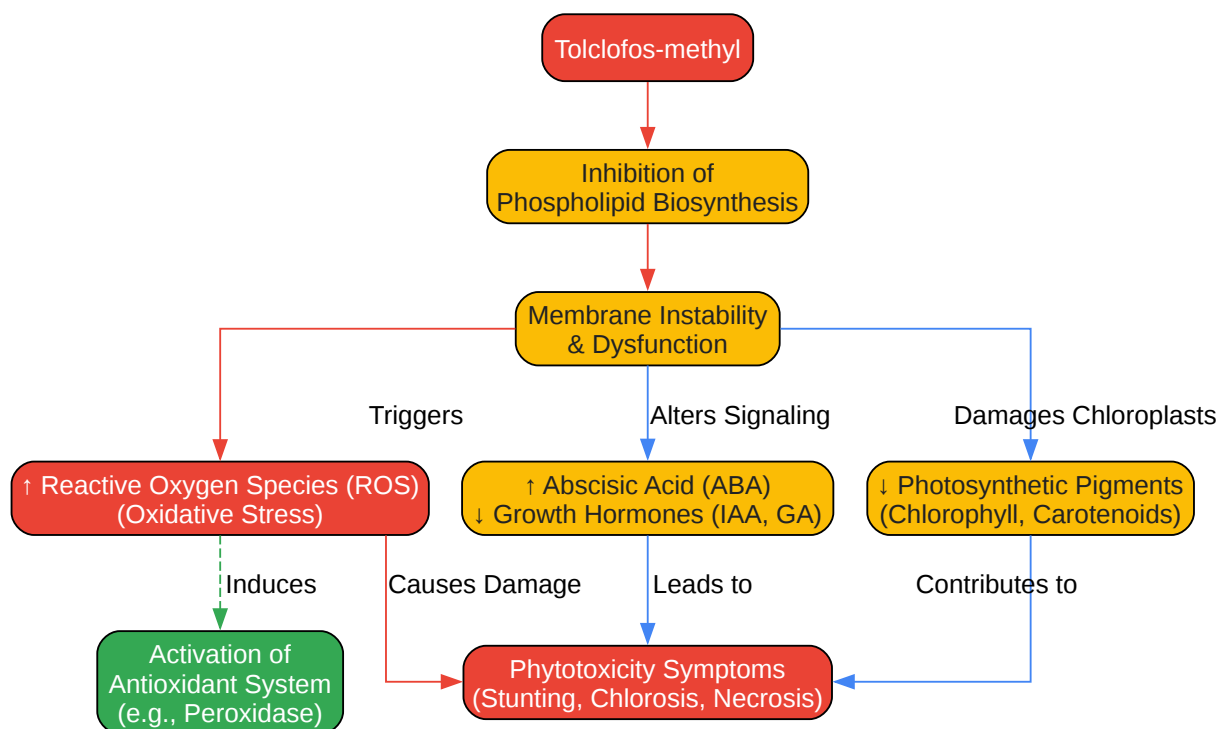 Tolclofos-methyl
Inhibition of
Phospholipid Biosynthesis
Membrane Instability
& Dysfunction
Triggers
Alters Signaling
Damages Chloroplasts
↑ Reactive Oxygen Species (ROS)
(Oxidative Stress)
↑ Abscisic Acid (ABA)
↓ Growth Hormones (IAA, GA)
↓ Photosynthetic Pigments
(Chlorophyll, Carotenoids)
Induces
Causes Damage
Leads to
Contributes to
Activation of
Antioxidant System
(e.g., Peroxidase)
Phytotoxicity Symptoms
(Stunting, Chlorosis, Necrosis)